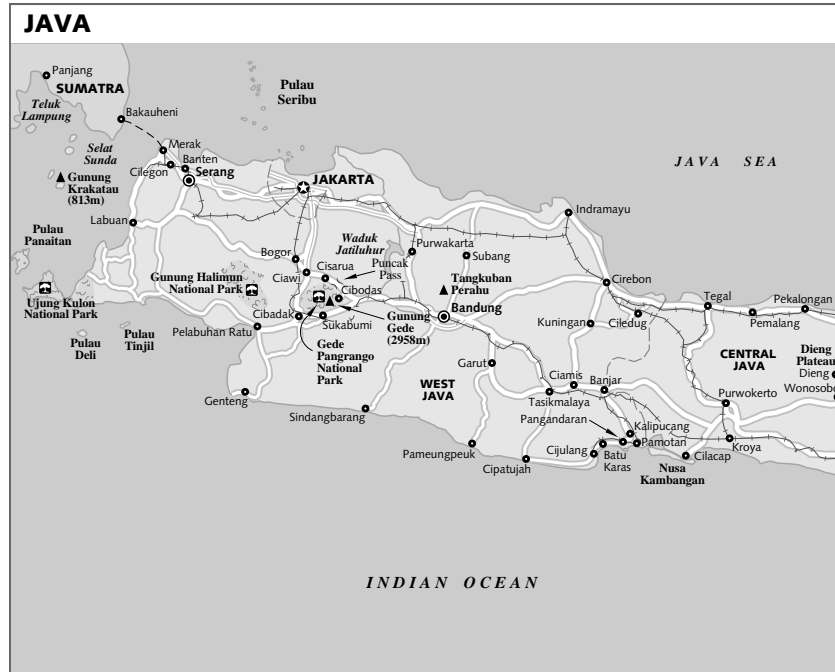 JAVA
Panjang
SUMATRA
Teluk
Lampung
Bakauheni
Pulau
Seribu
Selat
Sunda
Merak
Banten
Cilegon
Serang
JAKARTA
JAVA SEA
Gunung
Krakatau
(813m)
Labuan
Indramayu
Pulau
Panaitan
Waduk
Jatiluhur
Purwakarta
Subang
Bogor
Cisarua
Puncak
Pass
Ciawi
Gunung Halimun
National Park
Tangkuban
Perahu
Cirebon
Ujung Kulon
National Park
Cibodas
Bandung
Tegal
Pekalongan
Cibadak
Sukabumi
Gunung
Gede
(2958m)
Kuningan
Ciledug
Pemalang
Pulau
Deli
Pulau
Tinjil
Pelabuhan Ratu
Gede
Pangrango
National
Park
CENTRAL
JAVA
Dieng
Plateau
Dieng
Wonosobo
Garut
WEST
JAVA
Ciamis
Banjar
Genteng
Tasikmalaya
Purwokerto
Sindangbarang
Pangandaran
Kalipucang
Pamotan
Pameungpeuk
Cipatujah
Cijulang
Batu
Karas
Nusa
Kambangan
Cilacap
Kroya
INDIAN OCEAN